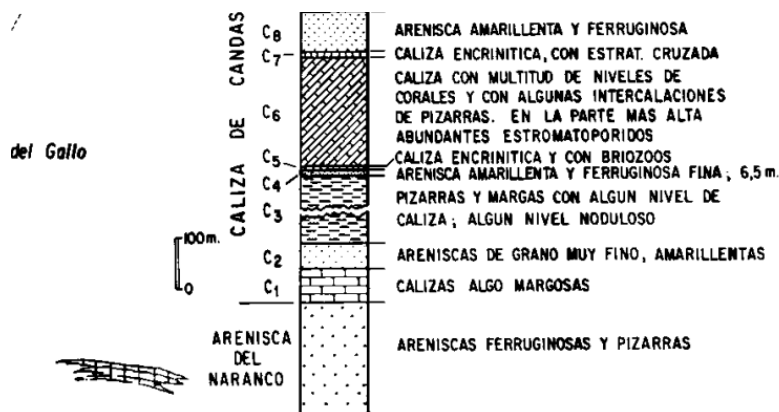 C8 ARENISCA AMARILLENTA Y FERRUGINOSA
C7 CALIZA ENCRINITICA, CON ESTRAT. CRUZADA
CALIZA DE CANDAS
C6 CALIZA CON MULTITUD DE NIVELES DE
CORALES Y CON ALGUNAS INTERCALACIONES
DE PIZARRAS. EN LA PARTE MAS ALTA
ABUNDANTES ESTROMATOPORIDOS
del Gallo
C5 CALIZA ENCRINITICA Y CON BRIOZOOS
C4 ARENISCA AMARILLENTA Y FERRUGINOSA FINA; 6,5 m.
C3 PIZARRAS Y MARGAS CON ALGUN NIVEL DE
CALIZA; ALGUN NIVEL NODULOSO
100 m.
0
C2 ARENISCAS DE GRANO MUY FINO, AMARILLENTAS
C1 CALIZAS ALGO MARGOSAS
ARENISCA
DEL
NARANCO
ARENISCAS FERRUGINOSAS Y PIZARRAS